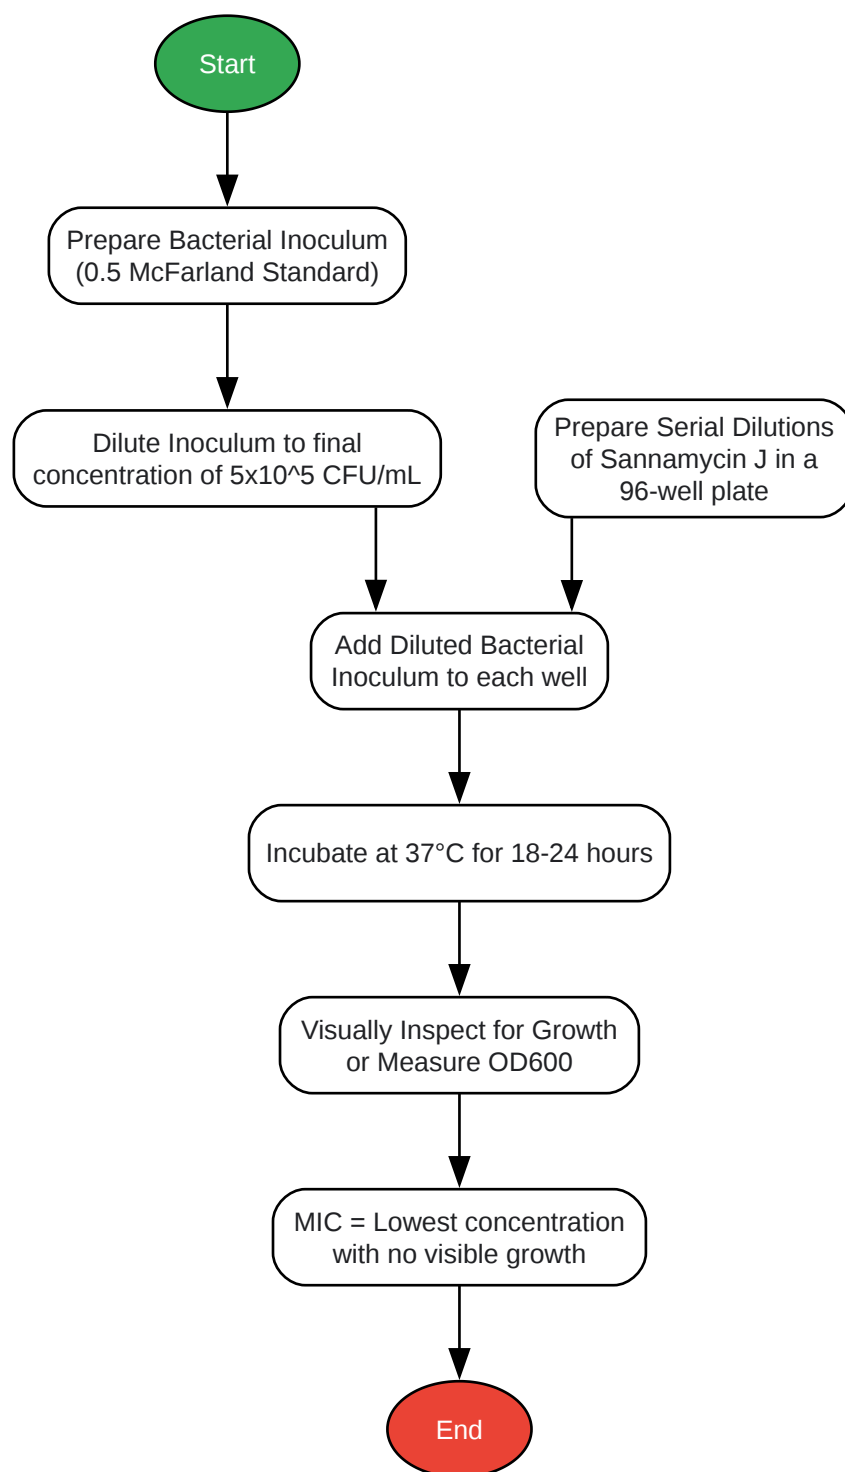 Start
Prepare Bacterial Inoculum
(0.5 McFarland Standard)
Dilute Inoculum to final
concentration of 5x10^5 CFU/mL
Prepare Serial Dilutions
of Sannamycin J in a
96-well plate
Add Diluted Bacterial
Inoculum to each well
Incubate at 37°C for 18-24 hours
Visually Inspect for Growth
or Measure OD600
MIC = Lowest concentration
with no visible growth
End